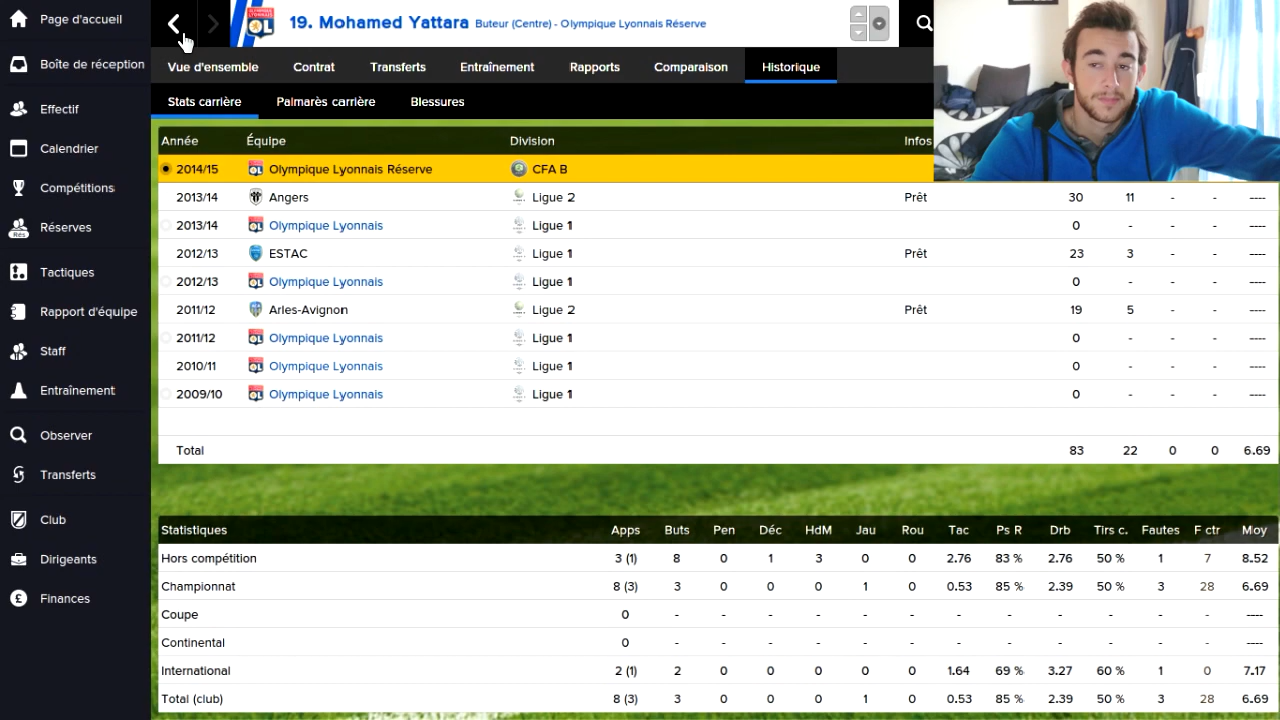 Page d'accueil
Boîte de réception
Effectif
Calendrier
Compétitions
Réserves
Tactiques
Rapport d'équipe
Staff
Entraînement
Observer
Transferts
Club
Dirigeants
Finances
19. Mohamed Yattara Buteur (Centre) - Olympique Lyonnais Réserve
Vue d'ensemble Contrat Transferts Entraînement Rapports Comparaison Historique
Stats carrière Palmarès carrière Blessures
Année Équipe Division Infos
2014/15 Olympique Lyonnais Réserve CFA B
2013/14 Angers Ligue 2 Prêt 30 11 - - ----
2013/14 Olympique Lyonnais Ligue 1 0 - - - ----
2012/13 ESTAC Ligue 1 Prêt 23 3 - - ----
2012/13 Olympique Lyonnais Ligue 1 0 - - - ----
2011/12 Arles-Avignon Ligue 2 Prêt 19 5 - - ----
2011/12 Olympique Lyonnais Ligue 1 0 - - - ----
2010/11 Olympique Lyonnais Ligue 1 0 - - - ----
2009/10 Olympique Lyonnais Ligue 1 0 - - - ----
Total 83 22 0 0 6.69
Statistiques Apps Buts Pen Déc HdM Jau Rou Tac Ps R Drb Tirs c. Fautes F ctr Moy
Hors compétition 3 (1) 8 0 1 3 0 0 2.76 83 % 2.76 50 % 1 7 8.52
Championnat 8 (3) 3 0 0 0 1 0 0.53 85 % 2.39 50 % 3 28 6.69
Coupe 0 - - - - - - - - - - - - ----
Continental 0 - - - - - - - - - - - - ----
International 2 (1) 2 0 0 0 0 0 1.64 69 % 3.27 60 % 1 0 7.17
Total (club) 8 (3) 3 0 0 0 1 0 0.53 85 % 2.39 50 % 3 28 6.69